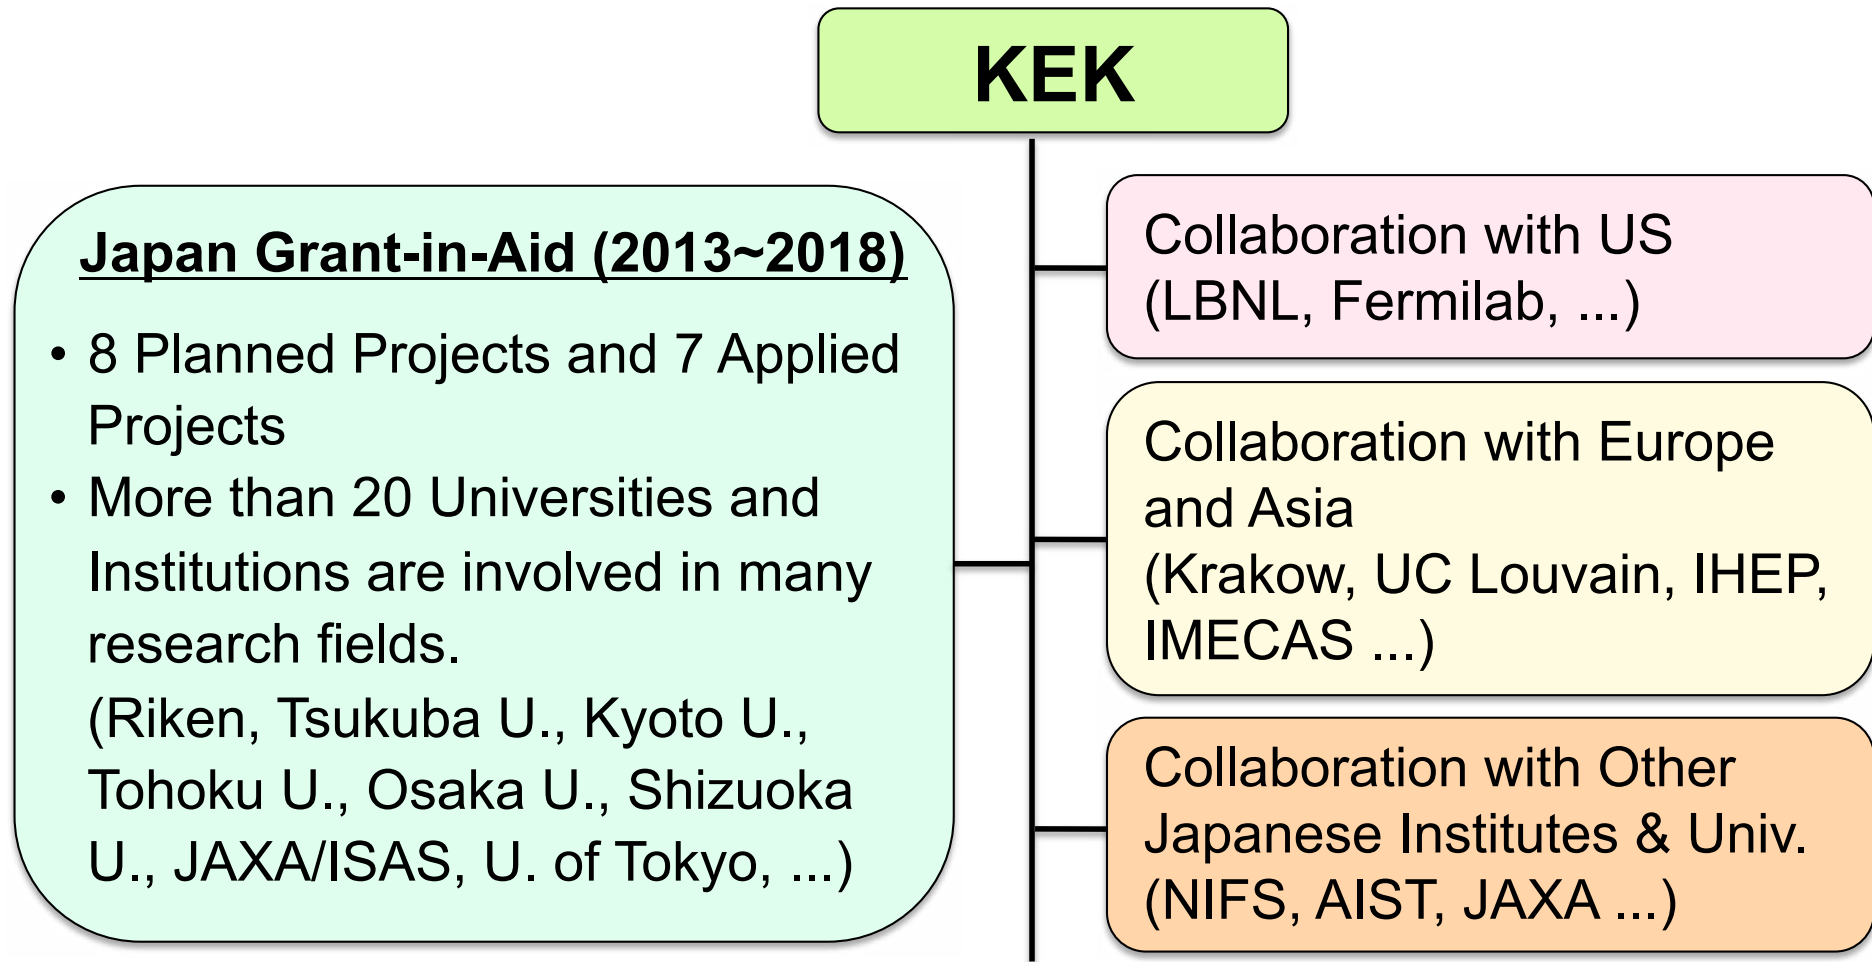 KEK
Japan Grant-in-Aid (2013~2018)
• 8 Planned Projects and 7 Applied
Projects
• More than 20 Universities and
Institutions are involved in many
research fields.
(Riken, Tsukuba U., Kyoto U.,
Tohoku U., Osaka U., Shizuoka
U., JAXA/ISAS, U. of Tokyo, ...)
Collaboration with US
(LBNL, Fermilab, ...)
Collaboration with Europe
and Asia
(Krakow, UC Louvain, IHEP,
IMECAS ...)
Collaboration with Other
Japanese Institutes & Univ.
(NIFS, AIST, JAXA ...)